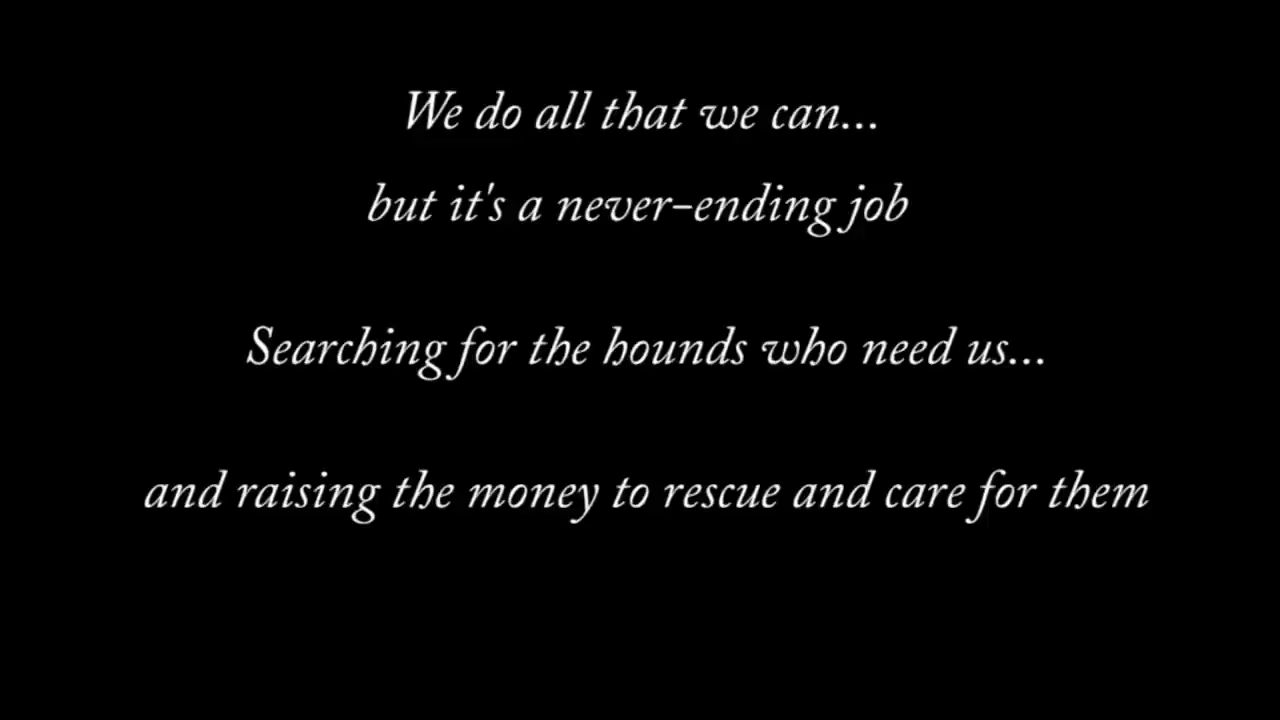 We do all that we can...
but it's a never-ending job
Searching for the hounds who need us...
and raising the money to rescue and care for them